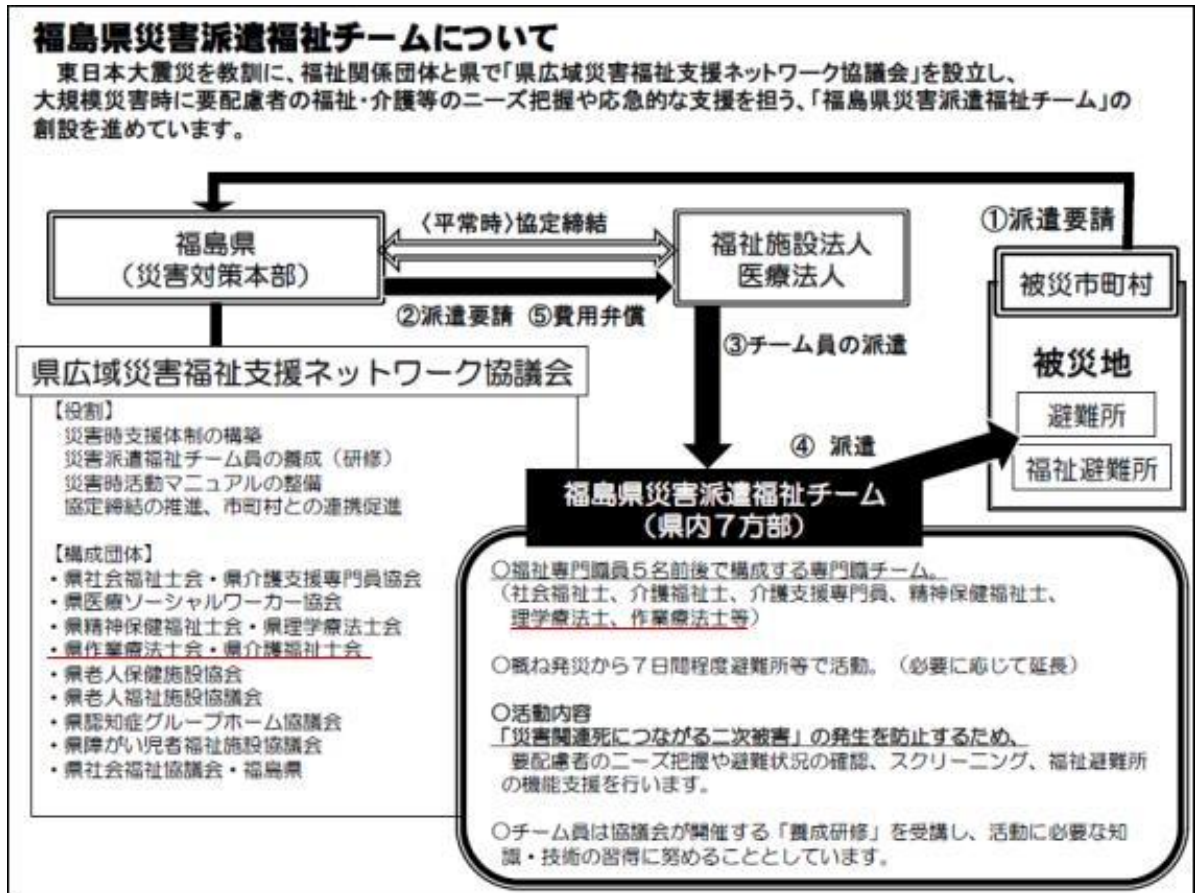 福島県災害派遣福祉チームについて
東日本大震災を教訓に、福祉関係団体と県で「県広域災害福祉支援ネットワーク協議会」を設立し、
大規模災害時に要配慮者の福祉・介護等のニーズ把握や応急的な支援を担う、「福島県災害派遣福祉チーム」の
創設を進めています。
福島県
（災害対策本部）
〈平常時〉協定締結
福祉施設法人
医療法人
①派遣要請
被災市町村
②派遣要請 ⑤費用弁償
③チーム員の派遣
被災地
避難所
福祉避難所
④ 派遣
県広域災害福祉支援ネットワーク協議会
【役割】
災害時支援体制の構築
災害派遣福祉チーム員の養成（研修）
災害時活動マニュアルの整備
協定締結の推進、市町村との連携促進
【構成団体】
・県社会福祉士会・県介護支援専門員協会
・県医療ソーシャルワーカー協会
・県精神保健福祉士会・県理学療法士会
・県作業療法士会・県介護福祉士会
・県老人保健施設協会
・県老人福祉施設協議会
・県認知症グループホーム協議会
・県障がい児者福祉施設協議会
・県社会福祉協議会・福島県
福島県災害派遣福祉チーム
（県内７方部）
○福祉専門職員５名前後で構成する専門職チーム。
（社会福祉士、介護福祉士、介護支援専門員、精神保健福祉士、
理学療法士、作業療法士等）
○概ね発災から７日間程度避難所等で活動。（必要に応じて延長）
○活動内容
「災害関連死につながる二次被害」の発生を防止するため、
要配慮者のニーズ把握や避難状況の確認、スクリーニング、福祉避難所
の機能支援を行います。
○チーム員は協議会が開催する「養成研修」を受講し、活動に必要な知
識・技術の習得に努めることとしています。